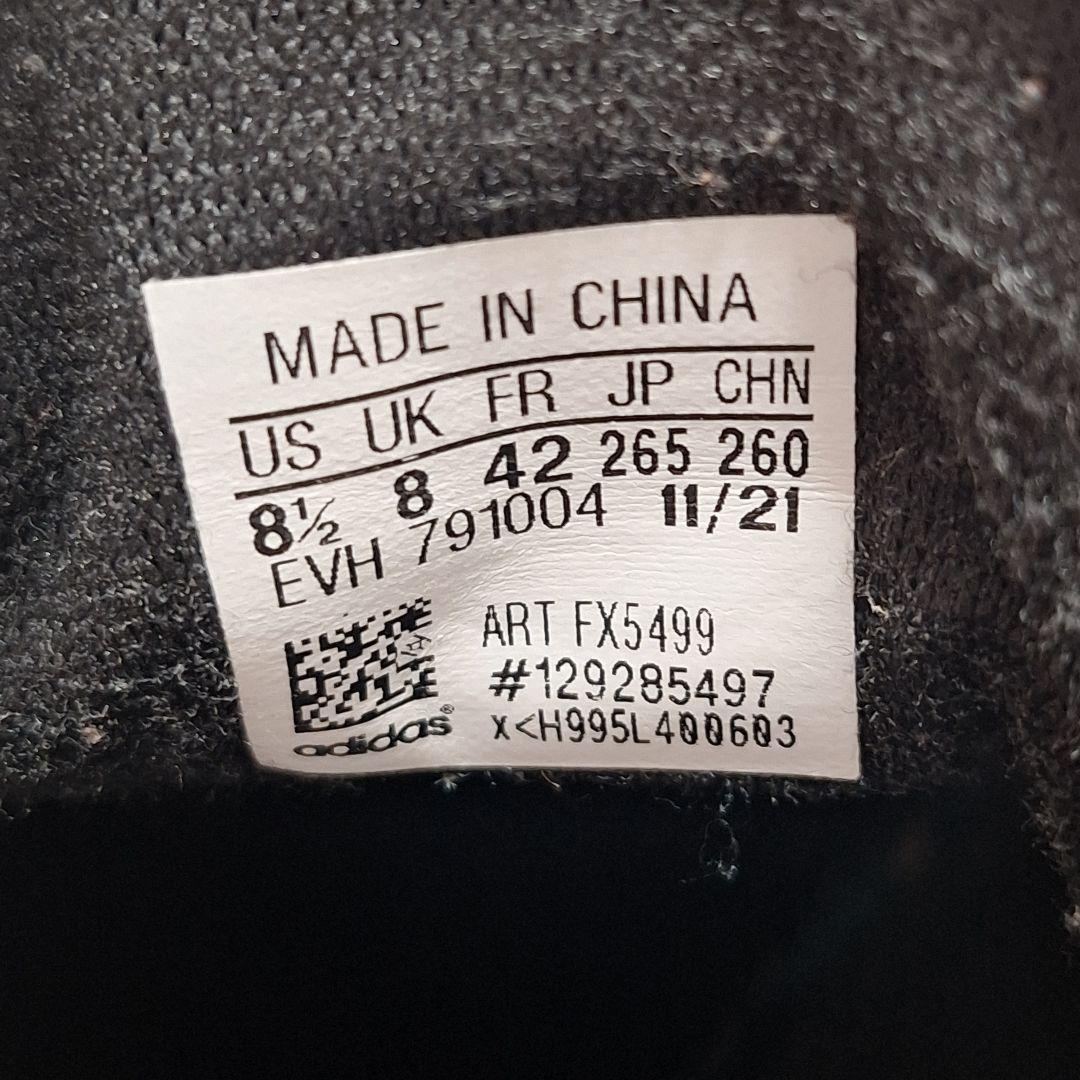 MADE IN CHINA
US UK FR JP CHN
8½ 8 42 265 260
EVH 791004 11/21
ART FX5499
#129285497
x<H995L400603
adidas®